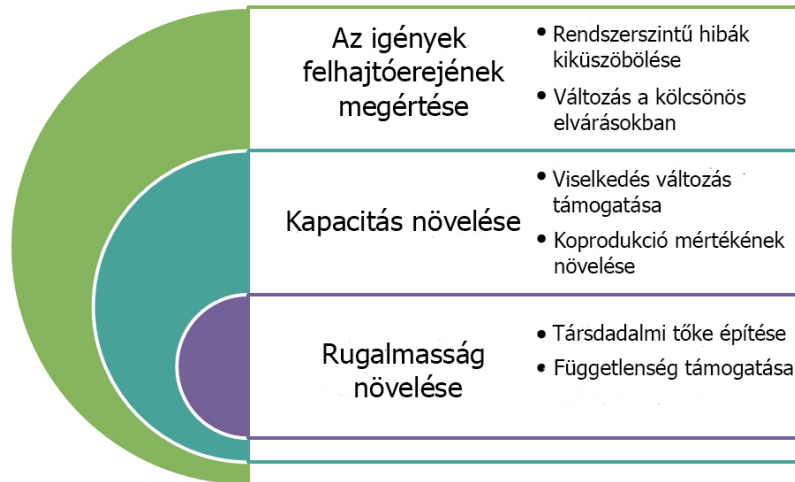 Az igények
felhajtóerejének
megértése
• Rendszerszintű hibák
kiküszöbölése
• Változás a kölcsönös
elvárásokban
Kapacitás növelése
• Viselkedés változás
támogatása
• Koprodukció mértékének
növelése
Rugalmasság
növelése
• Társdadalmi tőke építése
• Függetlenség támogatása